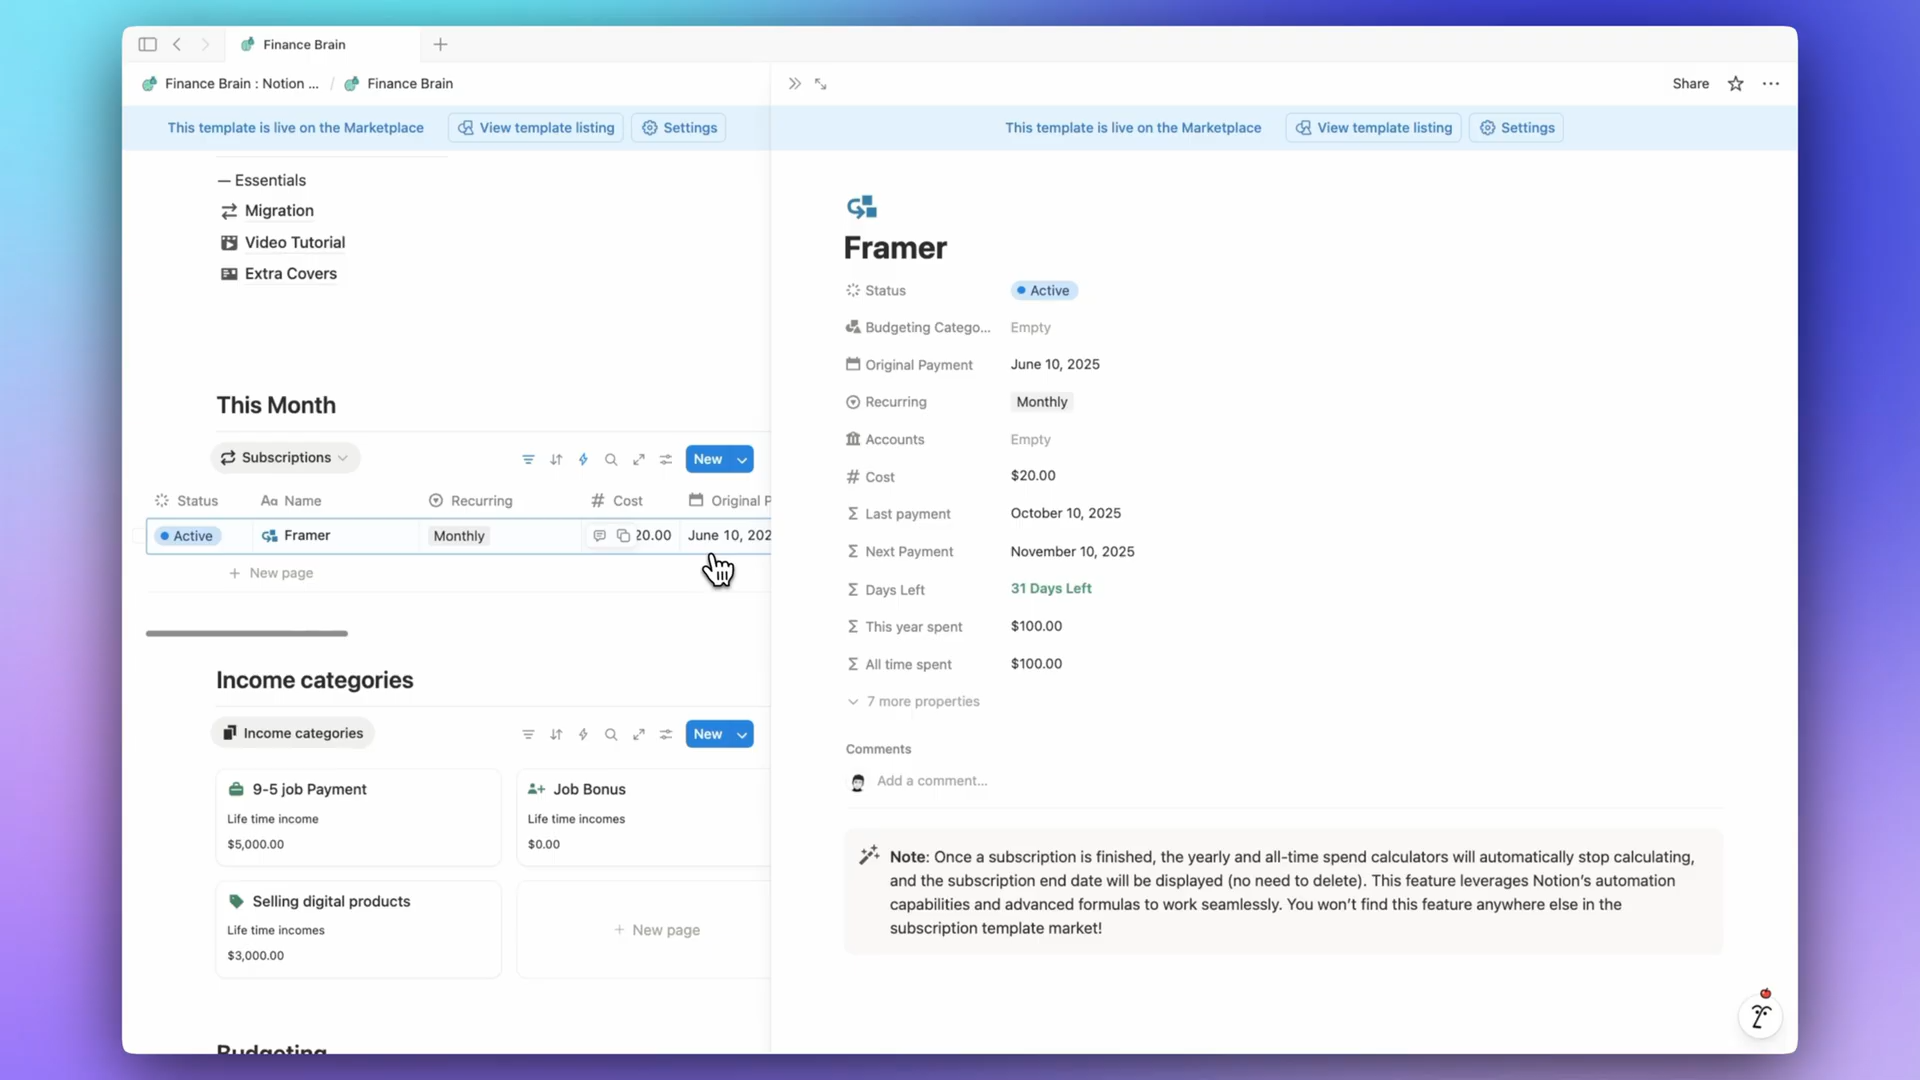 Finance Brain
Finance Brain : Notion ... / Finance Brain
Share
This template is live on the Marketplace
View template listing
Settings
— Essentials
Migration
Video Tutorial
Extra Covers
This Month
Subscriptions
New
Status
Aa Name
Recurring
# Cost
Original P
Active
Framer
Monthly
20.00
June 10, 202
+ New page
Income categories
Income categories
New
9-5 job Payment
Life time income
$5,000.00
Job Bonus
Life time incomes
$0.00
Selling digital products
Life time incomes
$3,000.00
+ New page
Budgeting
This template is live on the Marketplace
View template listing
Settings
Framer
Status
Active
Budgeting Catego...
Empty
Original Payment
June 10, 2025
Recurring
Monthly
Accounts
Empty
# Cost
$20.00
Σ Last payment
October 10, 2025
Σ Next Payment
November 10, 2025
Σ Days Left
31 Days Left
Σ This year spent
$100.00
Σ All time spent
$100.00
7 more properties
Comments
Add a comment...
Note: Once a subscription is finished, the yearly and all-time spend calculators will automatically stop calculating,
and the subscription end date will be displayed (no need to delete). This feature leverages Notion’s automation
capabilities and advanced formulas to work seamlessly. You won’t find this feature anywhere else in the
subscription template market!